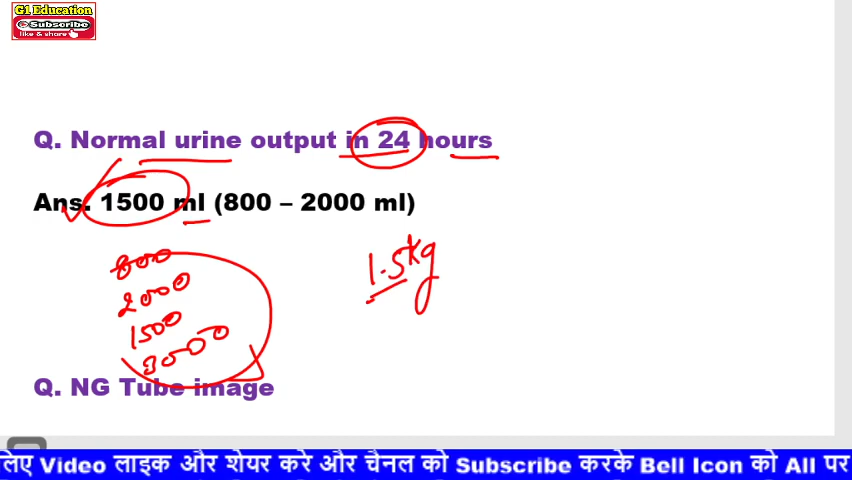 G1 Education
Subscribe
like & share
Q. Normal urine output in 24 hours
Ans. 1500 ml (800 – 2000 ml)
800
2000
1500
3000
1.5kg
Q. NG Tube image
लिए Video लाइक और शेयर करे और चैनल को Subscribe करके Bell Icon को All पर